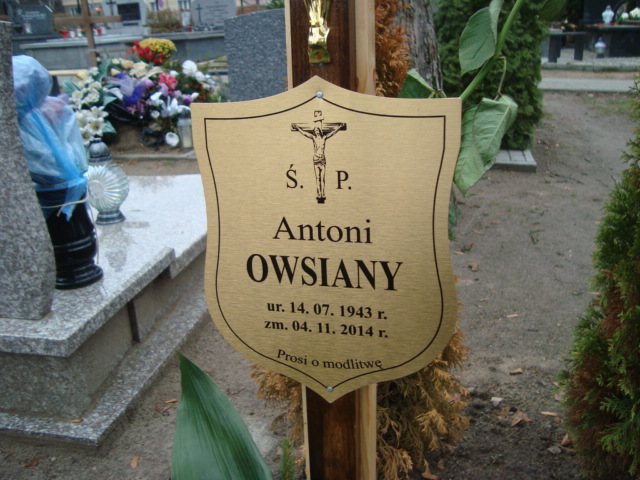 Ś. P.
Antoni
OWSIANY
ur. 14. 07. 1943 r.
zm. 04. 11. 2014 r.
Prosi o modlitwę